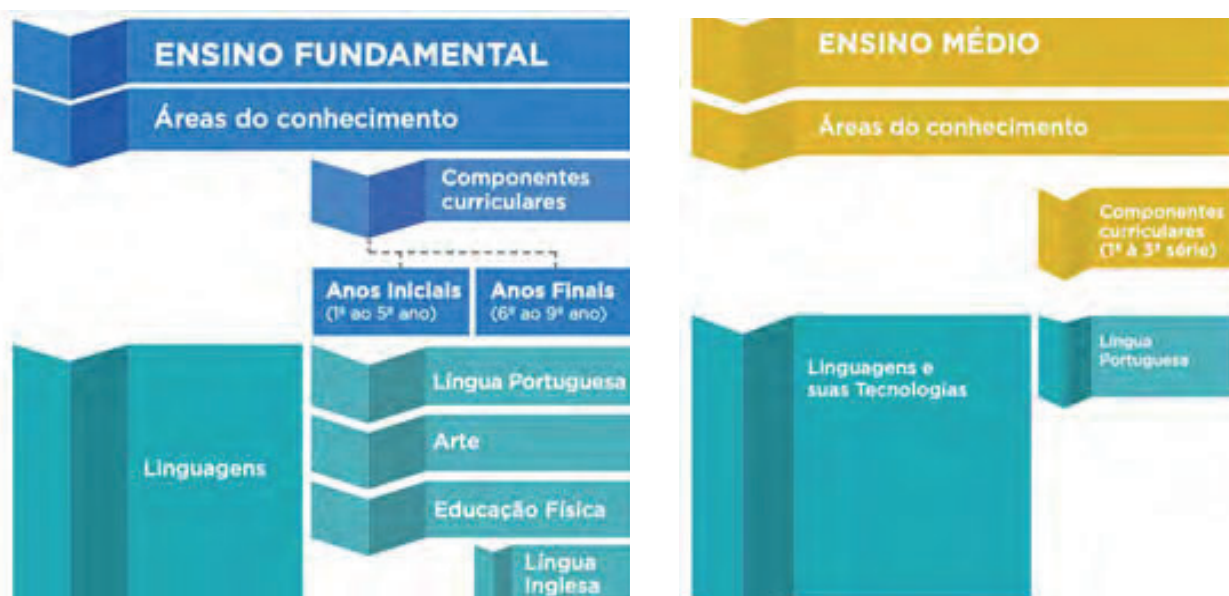 ENSINO FUNDAMENTAL
Áreas do conhecimento
Componentes
curriculares
Anos Iniciais
(1º ao 5º ano)
Anos Finais
(6º ao 9º ano)
Linguagens
Língua Portuguesa
Arte
Educação Física
Língua
Inglesa
ENSINO MÉDIO
Áreas do conhecimento
Componentes
curriculares
(1ª à 3ª série)
Linguagens e
suas Tecnologias
Língua
Portuguesa